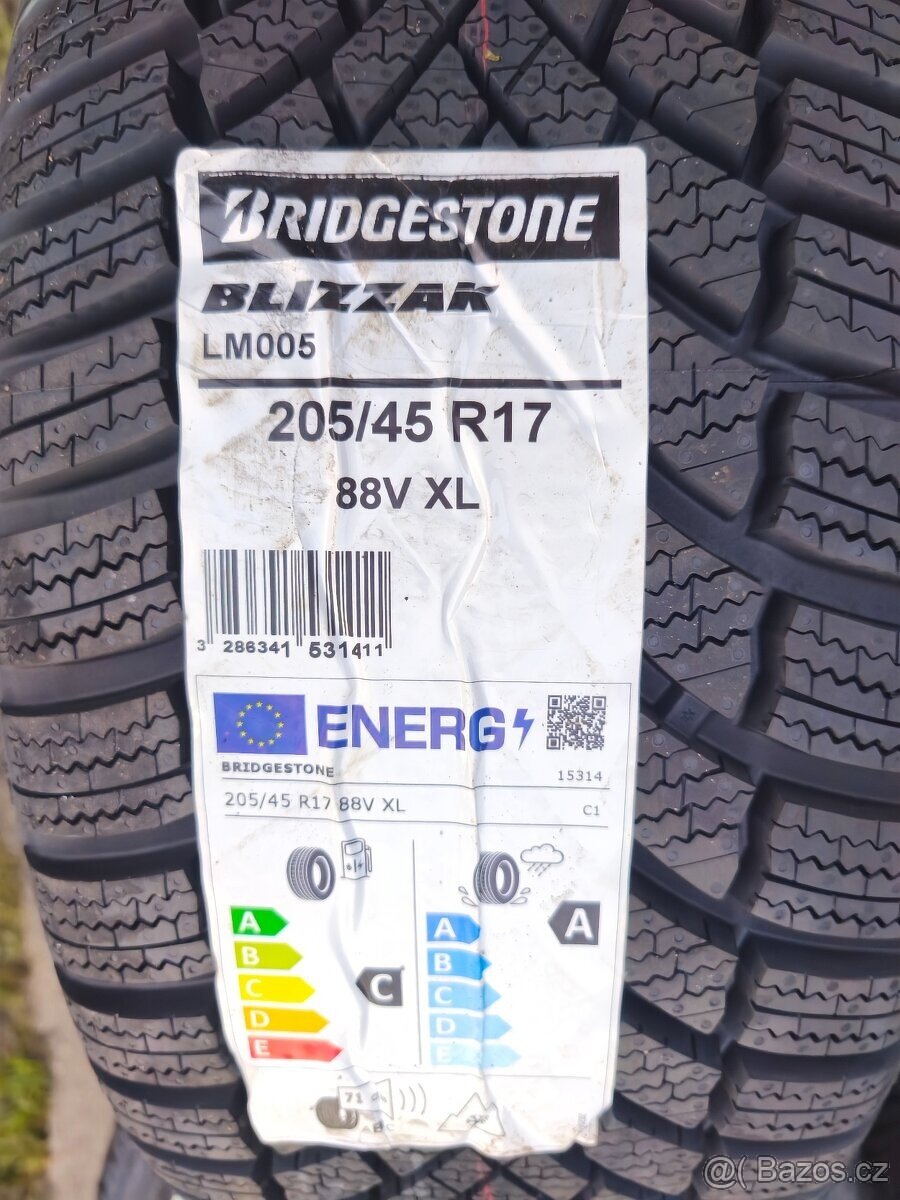 BRIDGESTONE
BLIZZAK
LM005
205/45 R17
88V XL
3 286341 531411
ENERG
BRIDGESTONE 15314
205/45 R17 88V XL C1
A A A
B B
C C C
D D
E E
71
@( Bazos.cz